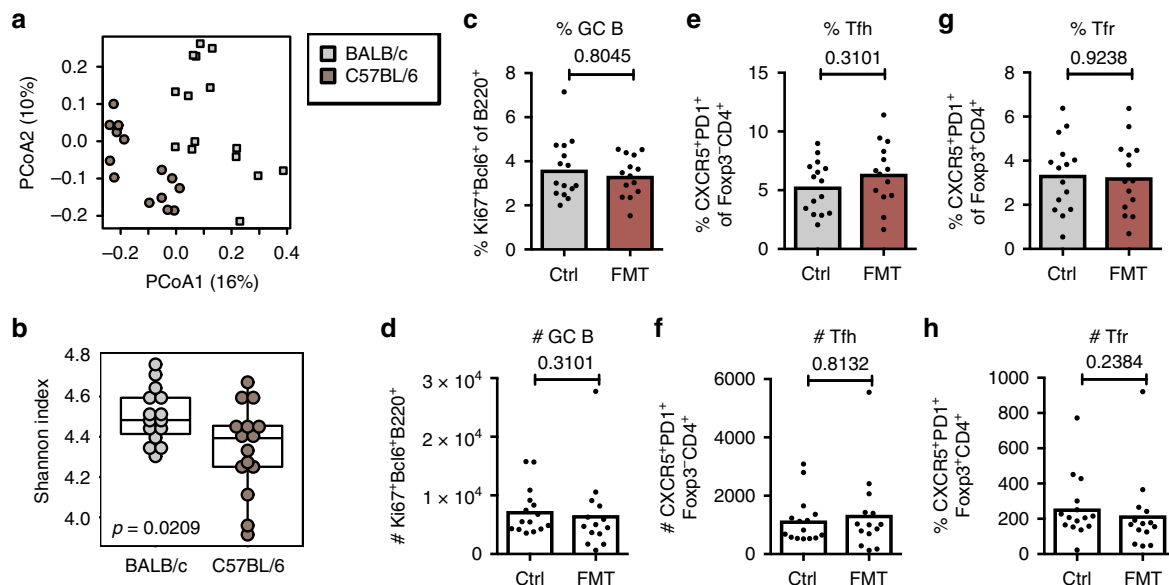 a
BALB/c
C57BL/6
PCoA2 (10%)
0.2
0.1
0.0
−0.1
−0.2
−0.2
0.0
0.2
0.4
PCoA1 (16%)
b
Shannon index
4.8
4.6
4.4
4.2
4.0
p = 0.0209
BALB/c
C57BL/6
c
% GC B
0.8045
% Ki67⁺Bcl6⁺ of B220⁺
8
6
4
2
0
Ctrl
FMT
d
# GC B
0.3101
# Ki67⁺Bcl6⁺B220⁺
3 × 10⁴
2 × 10⁴
1 × 10⁴
0
Ctrl
FMT
e
% Tfh
0.3101
% CXCR5⁺PD1⁺
of Foxp3⁻CD4⁺
15
10
5
0
Ctrl
FMT
f
# Tfh
0.8132
# CXCR5⁺PD1⁺
Foxp3⁻CD4⁺
6000
4000
2000
0
Ctrl
FMT
g
% Tfr
0.9238
% CXCR5⁺PD1⁺
of Foxp3⁺CD4⁺
8
6
4
2
0
Ctrl
FMT
h
# Tfr
0.2384
% CXCR5⁺PD1⁺
Foxp3⁺CD4⁺
1000
800
600
400
200
0
Ctrl
FMT